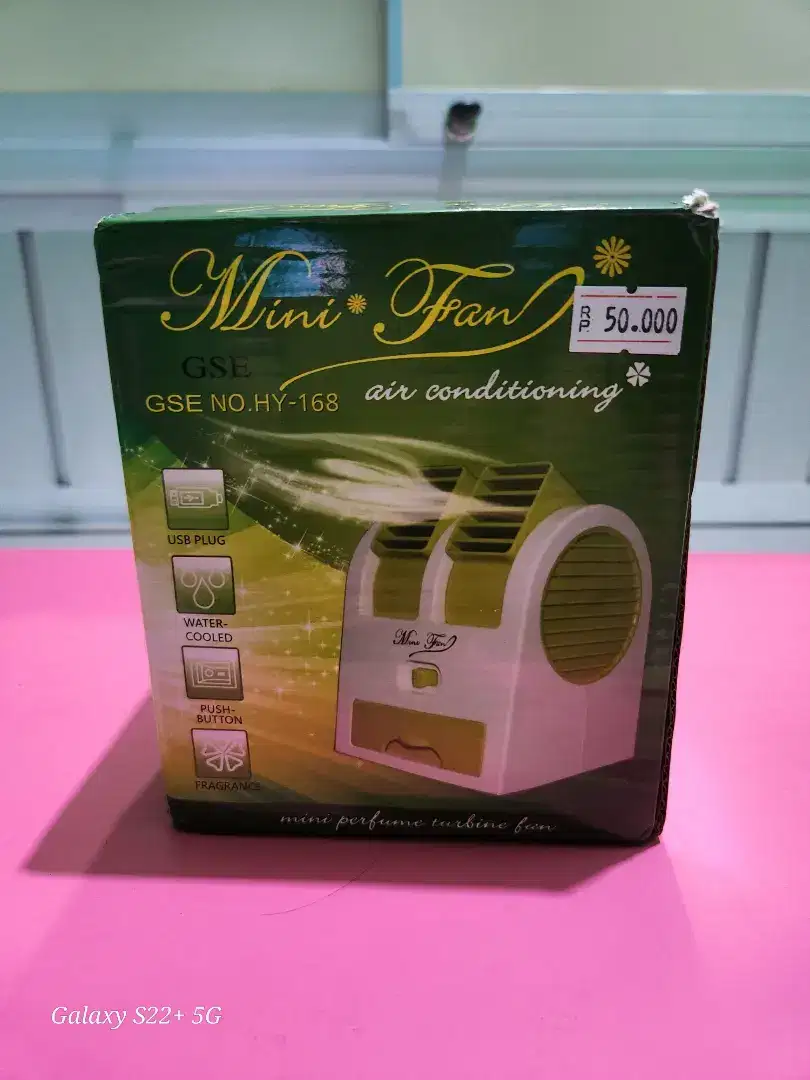 Mini Fan
RP. 50.000
GSE
air conditioning
GSE NO.HY-168
USB PLUG
WATER-
COOLED
PUSH-
BUTTON
FRAGRANCE
Mini Fan
mini perfume turbine fan
Galaxy S22+ 5G